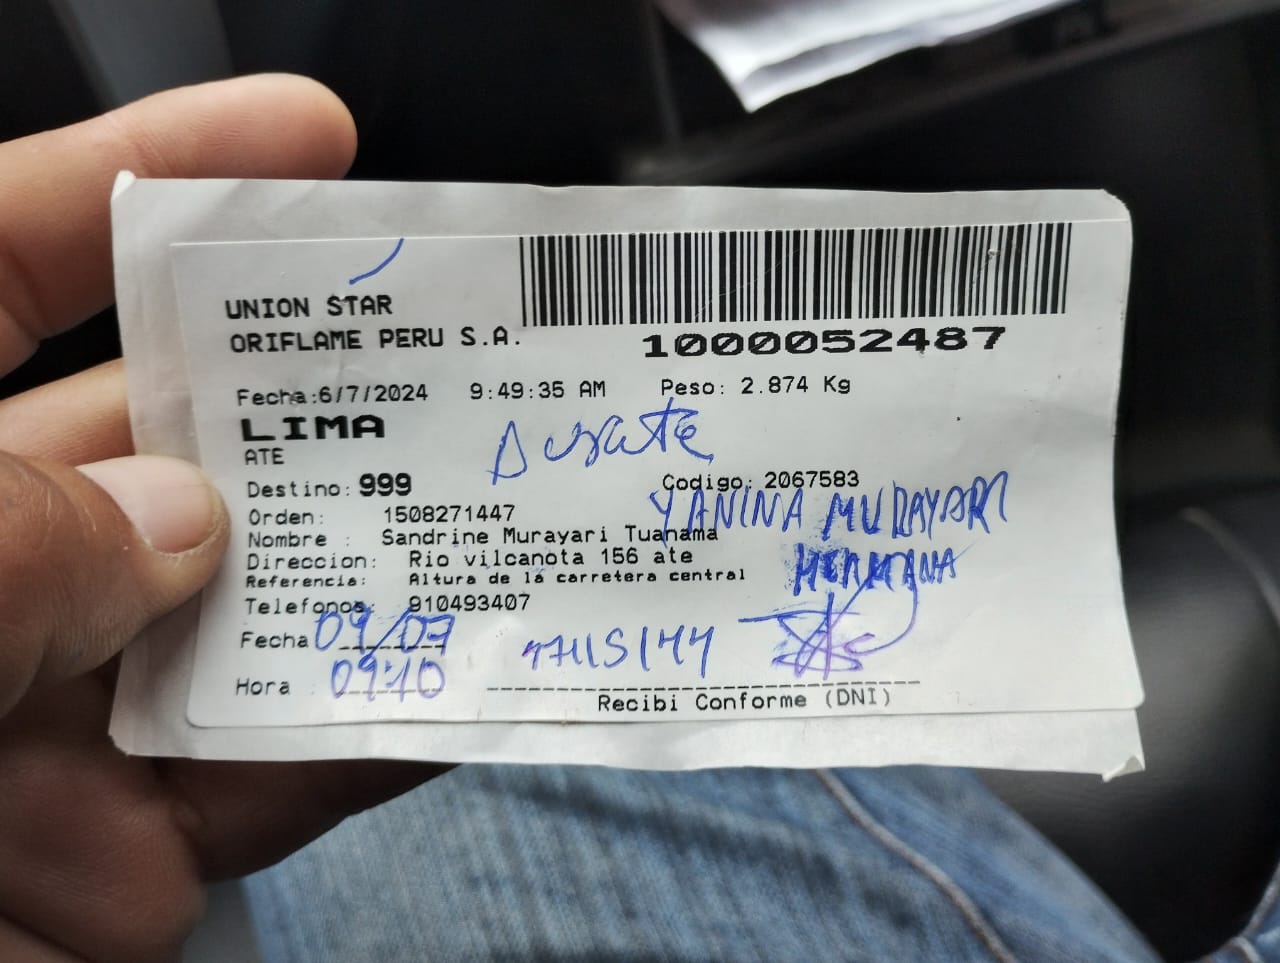 UNION STAR
ORIFLAME PERU S.A.
1000052487
Fecha:6/7/2024 9:49:35 AM Peso: 2.874 Kg
LIMA
ATE
Destino: 999 Codigo: 2067583
YANINA MURAYARI
Orden: 1508271447
Nombre : Sandrine Murayari Tuanama
Direccion: Rio vilcanota 156 ate
HERMANA
Referencia: Altura de la carretera central
Telefonos: 910493407
Fecha 09/07
Hora : 09:10
Recibi Conforme (DNI)